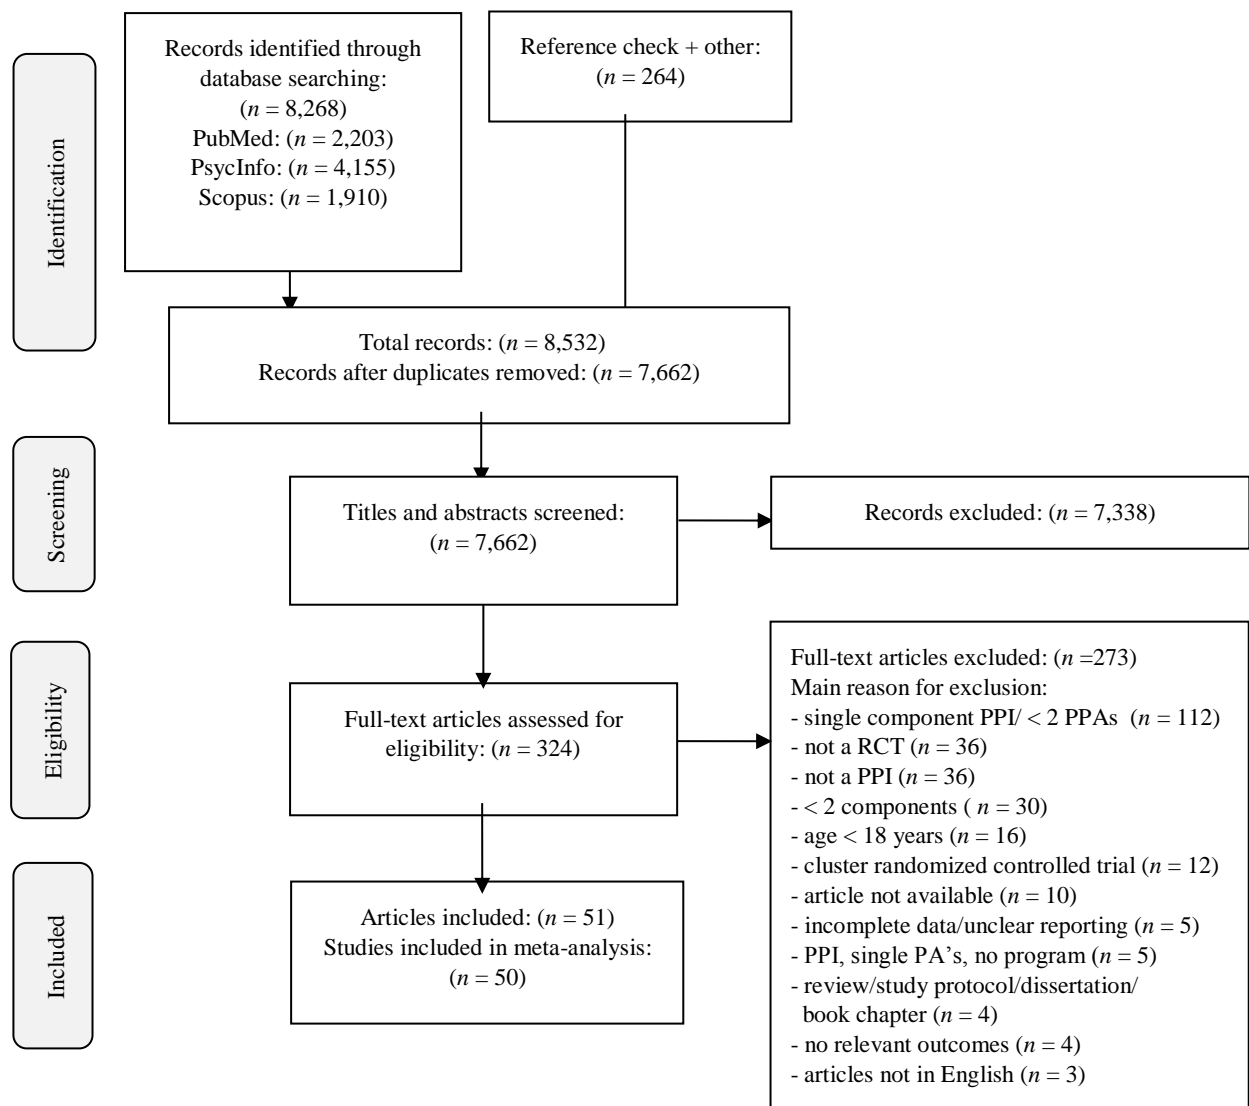 Identification
Records identified through
database searching:
(n = 8,268)
PubMed: (n = 2,203)
PsycInfo: (n = 4,155)
Scopus: (n = 1,910)
Reference check + other:
(n = 264)
Total records: (n = 8,532)
Records after duplicates removed: (n = 7,662)
Screening
Titles and abstracts screened:
(n = 7,662)
Records excluded: (n = 7,338)
Eligibility
Full-text articles assessed for
eligibility: (n = 324)
Full-text articles excluded: (n =273)
Main reason for exclusion:
- single component PPI/ < 2 PPAs (n = 112)
- not a RCT (n = 36)
- not a PPI (n = 36)
- < 2 components ( n = 30)
- age < 18 years (n = 16)
- cluster randomized controlled trial (n = 12)
- article not available (n = 10)
- incomplete data/unclear reporting (n = 5)
- PPI, single PA's, no program (n = 5)
- review/study protocol/dissertation/
book chapter (n = 4)
- no relevant outcomes (n = 4)
- articles not in English (n = 3)
Included
Articles included: (n = 51)
Studies included in meta-analysis:
(n = 50)